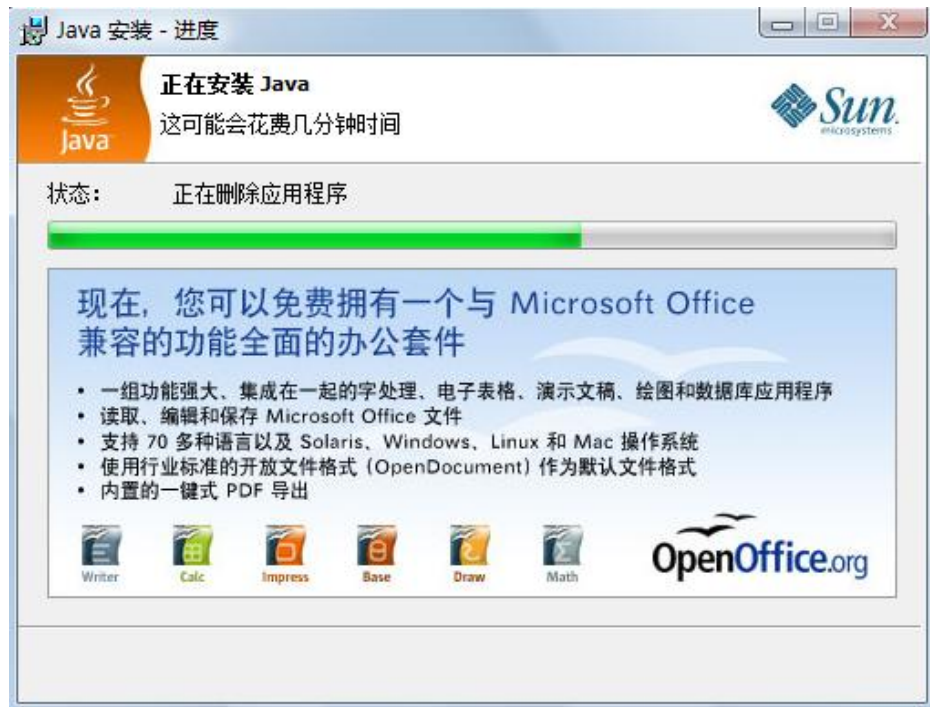 Java 安装 - 进度
Java
正在安装 Java
这可能会花费几分钟时间
Sun
microsystems
状态： 正在删除应用程序
现在，您可以免费拥有一个与 Microsoft Office
兼容的功能全面的办公套件
• 一组功能强大、集成在一起的字处理、电子表格、演示文稿、绘图和数据库应用程序
• 读取、编辑和保存 Microsoft Office 文件
• 支持 70 多种语言以及 Solaris、Windows、Linux 和 Mac 操作系统
• 使用行业标准的开放文件格式 (OpenDocument) 作为默认文件格式
• 内置的一键式 PDF 导出
Writer Calc Impress Base Draw Math
OpenOffice.org